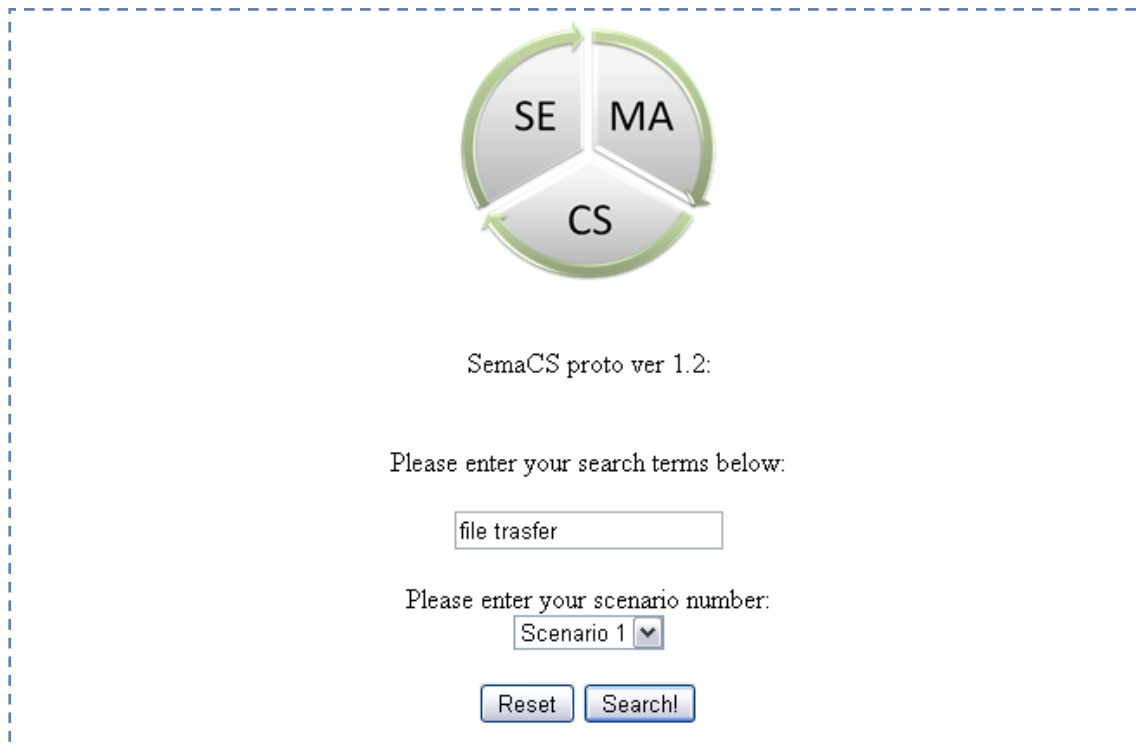 SE MA
CS
SemaCS proto ver 1.2:
Please enter your search terms below:
file trasfer
Please enter your scenario number:
Scenario 1
Reset Search!